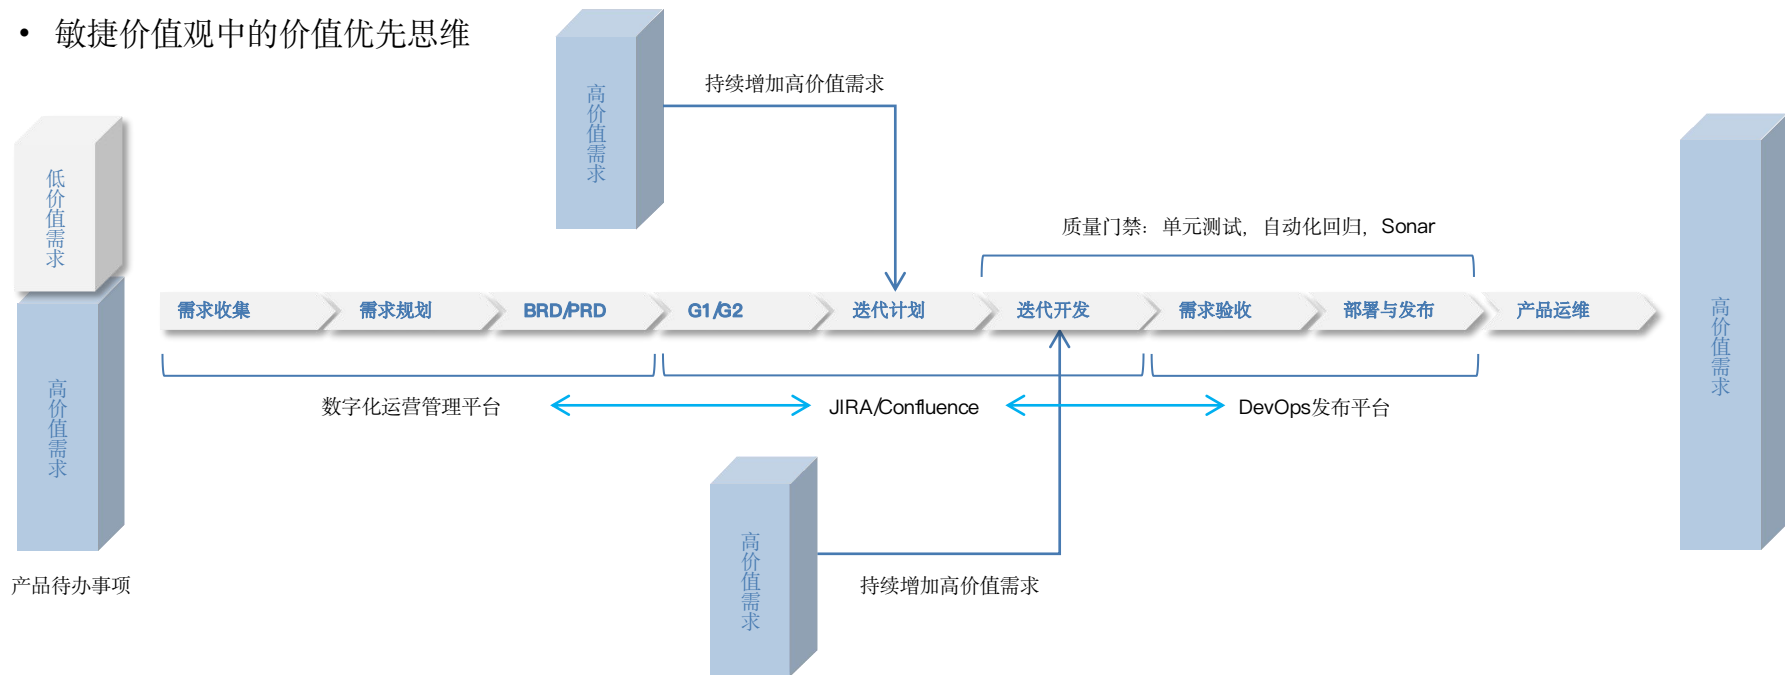 • 敏捷价值观中的价值优先思维
高价值需求
持续增加高价值需求
低价值需求
质量门禁：单元测试，自动化回归，Sonar
需求收集
需求规划
BRD/PRD
G1/G2
迭代计划
迭代开发
需求验收
部署与发布
产品运维
高价值需求
高价值需求
数字化运营管理平台
JIRA/Confluence
DevOps发布平台
高价值需求
产品待办事项
持续增加高价值需求